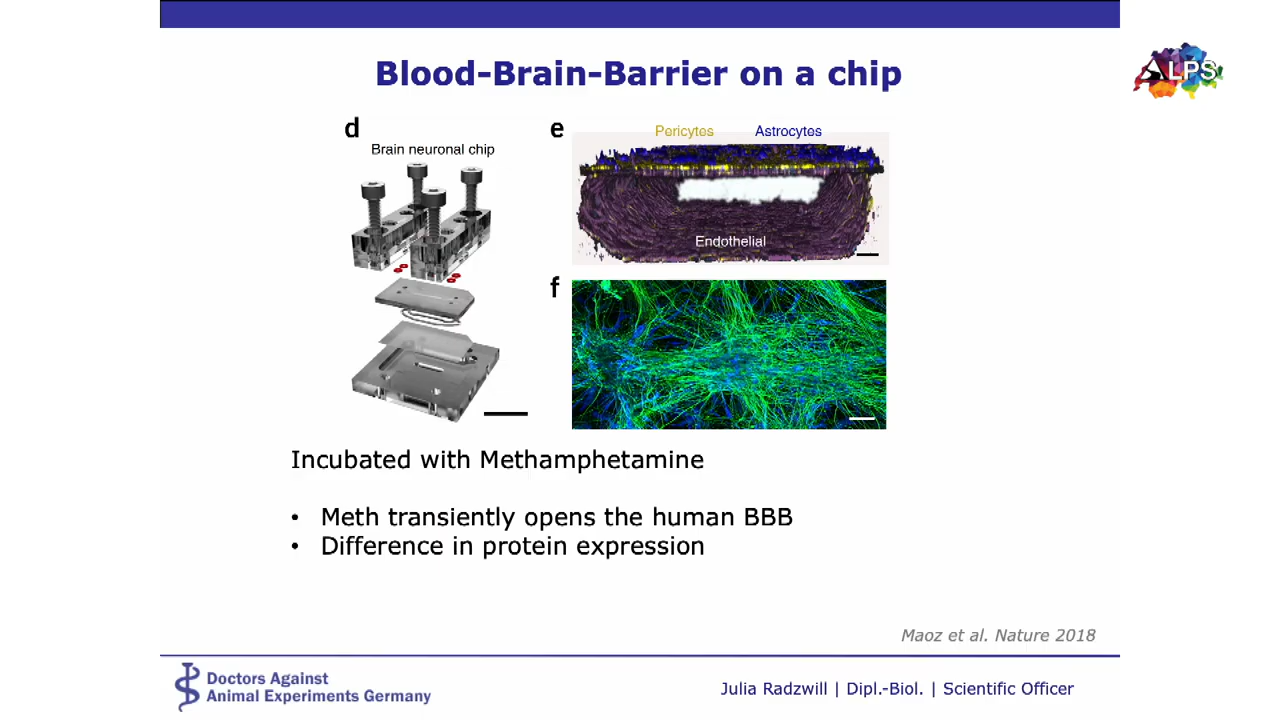 Blood-Brain-Barrier on a chip
ALPS
d
Brain neuronal chip
e
Pericytes
Astrocytes
Endothelial
f
Incubated with Methamphetamine
• Meth transiently opens the human BBB
• Difference in protein expression
Maoz et al. Nature 2018
Doctors Against
Animal Experiments Germany
Julia Radzwill | Dipl.-Biol. | Scientific Officer